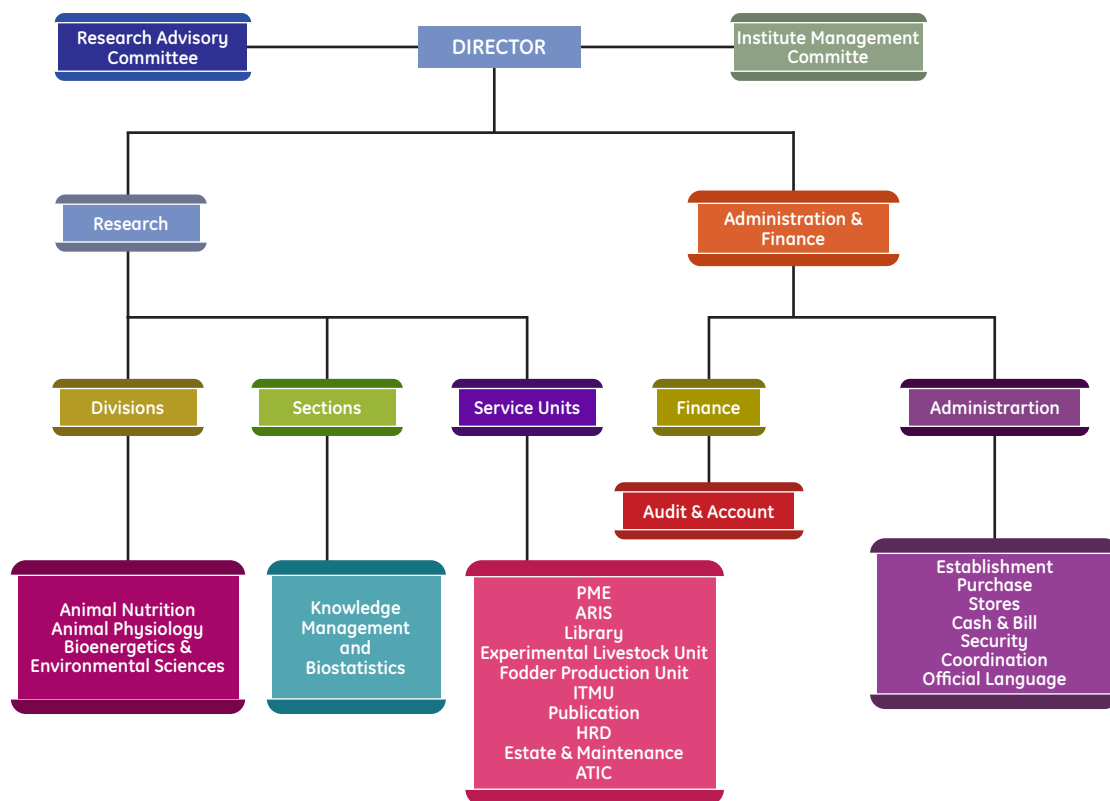 Research Advisory
Committee
DIRECTOR
Institute Management
Committe
Research
Administration &
Finance
Divisions
Sections
Service Units
Finance
Administrartion
Audit & Account
Animal Nutrition
Animal Physiology
Bioenergetics &
Environmental Sciences
Knowledge
Management
and
Biostatistics
PME
ARIS
Library
Experimental Livestock Unit
Fodder Production Unit
ITMU
Publication
HRD
Estate & Maintenance
ATIC
Establishment
Purchase
Stores
Cash & Bill
Security
Coordination
Official Language